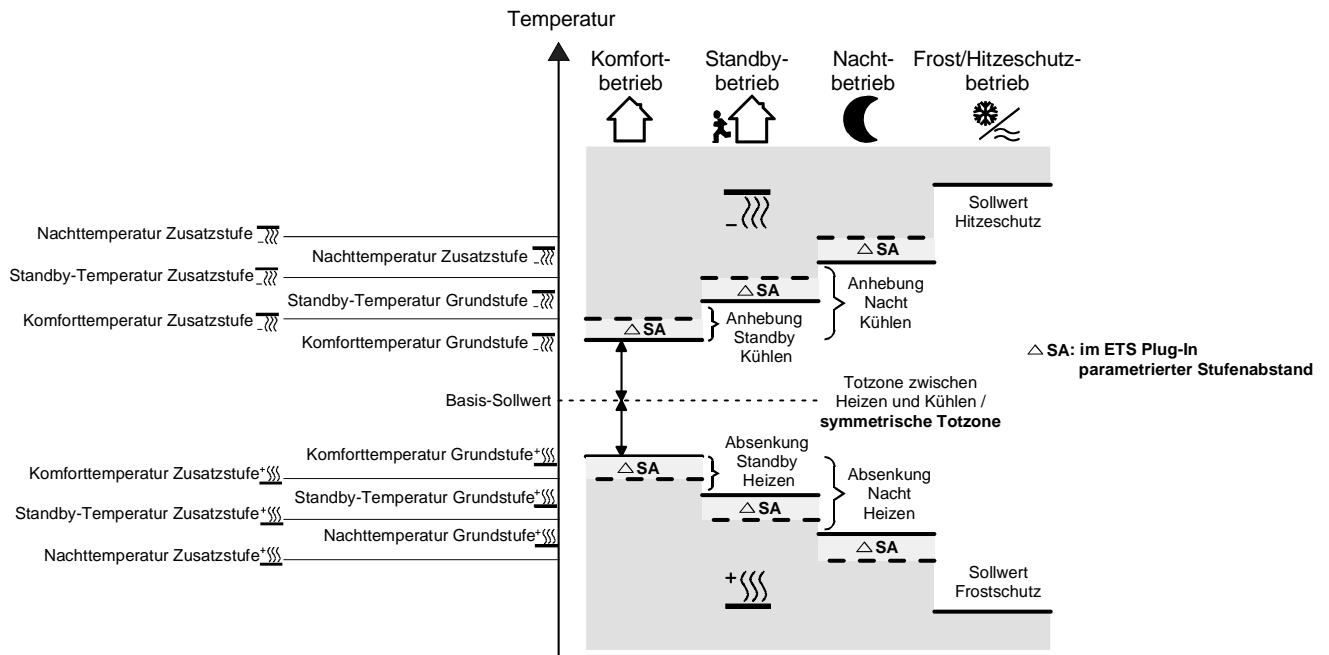 Temperatur
Komfort-
betrieb
Standby-
betrieb
Nacht-
betrieb
Frost/Hitzeschutz-
betrieb
Sollwert
Hitzeschutz
Nachttemperatur Zusatzstufe
Nachttemperatur Zusatzstufe
Standby-Temperatur Zusatzstufe
Standby-Temperatur Grundstufe
Komforttemperatur Zusatzstufe
Komforttemperatur Grundstufe
△ SA
△ SA
△ SA
Anhebung
Standby
Kühlen
Anhebung
Nacht
Kühlen
△ SA: im ETS Plug-In
parametrierter Stufenabstand
Basis-Sollwert
Totzone zwischen
Heizen und Kühlen /
symmetrische Totzone
Komforttemperatur Grundstufe
Komforttemperatur Zusatzstufe
Standby-Temperatur Grundstufe
Standby-Temperatur Zusatzstufe
Nachttemperatur Grundstufe
Nachttemperatur Zusatzstufe
△ SA
△ SA
△ SA
Absenkung
Standby
Heizen
Absenkung
Nacht
Heizen
Sollwert
Frostschutz